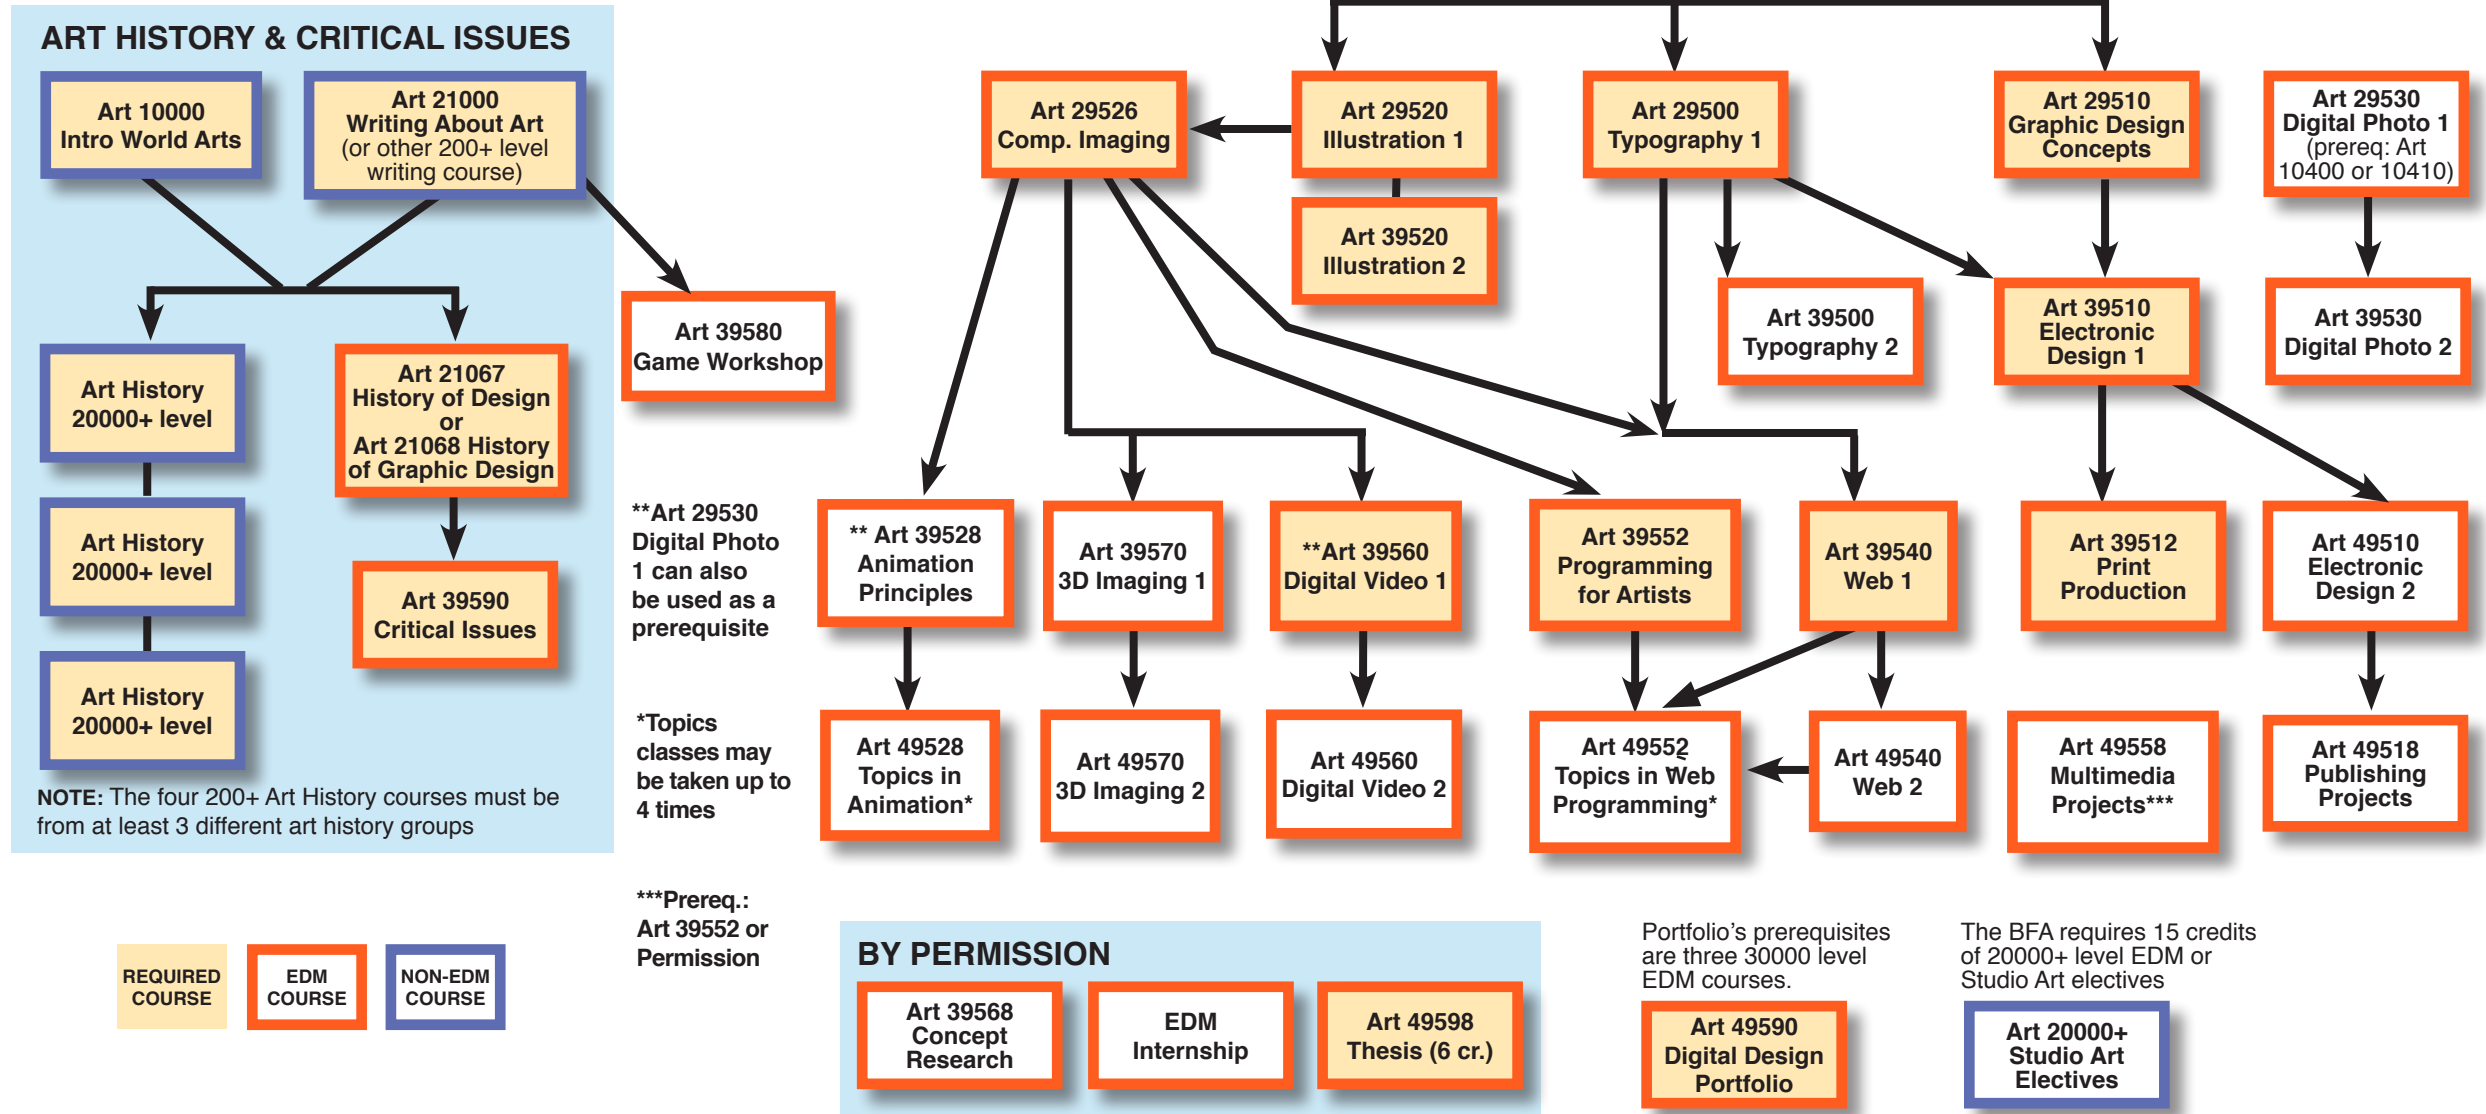 ART HISTORY & CRITICAL ISSUES
Art 10000
Intro World Arts
Art 21000
Writing About Art
(or other 200+ level
writing course)
Art History
20000+ level
Art History
20000+ level
Art History
20000+ level
Art 21067
History of Design
or
Art 21068 History
of Graphic Design
Art 39590
Critical Issues
NOTE: The four 200+ Art History courses must be
from at least 3 different art history groups
Art 39580
Game Workshop
Art 29526
Comp. Imaging
Art 29520
Illustration 1
Art 39520
Illustration 2
Art 29500
Typography 1
Art 29510
Graphic Design
Concepts
Art 29530
Digital Photo 1
(prereq: Art
10400 or 10410)
Art 39500
Typography 2
Art 39510
Electronic
Design 1
Art 39530
Digital Photo 2
**Art 29530
Digital Photo
1 can also
be used as a
prerequisite
** Art 39528
Animation
Principles
Art 39570
3D Imaging 1
**Art 39560
Digital Video 1
Art 39552
Programming
for Artists
Art 39540
Web 1
Art 39512
Print
Production
Art 49510
Electronic
Design 2
*Topics
classes may
be taken up to
4 times
Art 49528
Topics in
Animation*
Art 49570
3D Imaging 2
Art 49560
Digital Video 2
Art 49552
Topics in Web
Programming*
Art 49540
Web 2
Art 49558
Multimedia
Projects***
Art 49518
Publishing
Projects
***Prereq.:
Art 39552 or
Permission
REQUIRED
COURSE
EDM
COURSE
NON-EDM
COURSE
BY PERMISSION
Art 39568
Concept
Research
EDM
Internship
Art 49598
Thesis (6 cr.)
Portfolio's prerequisites
are three 30000 level
EDM courses.
Art 49590
Digital Design
Portfolio
The BFA requires 15 credits
of 20000+ level EDM or
Studio Art electives
Art 20000+
Studio Art
Electives